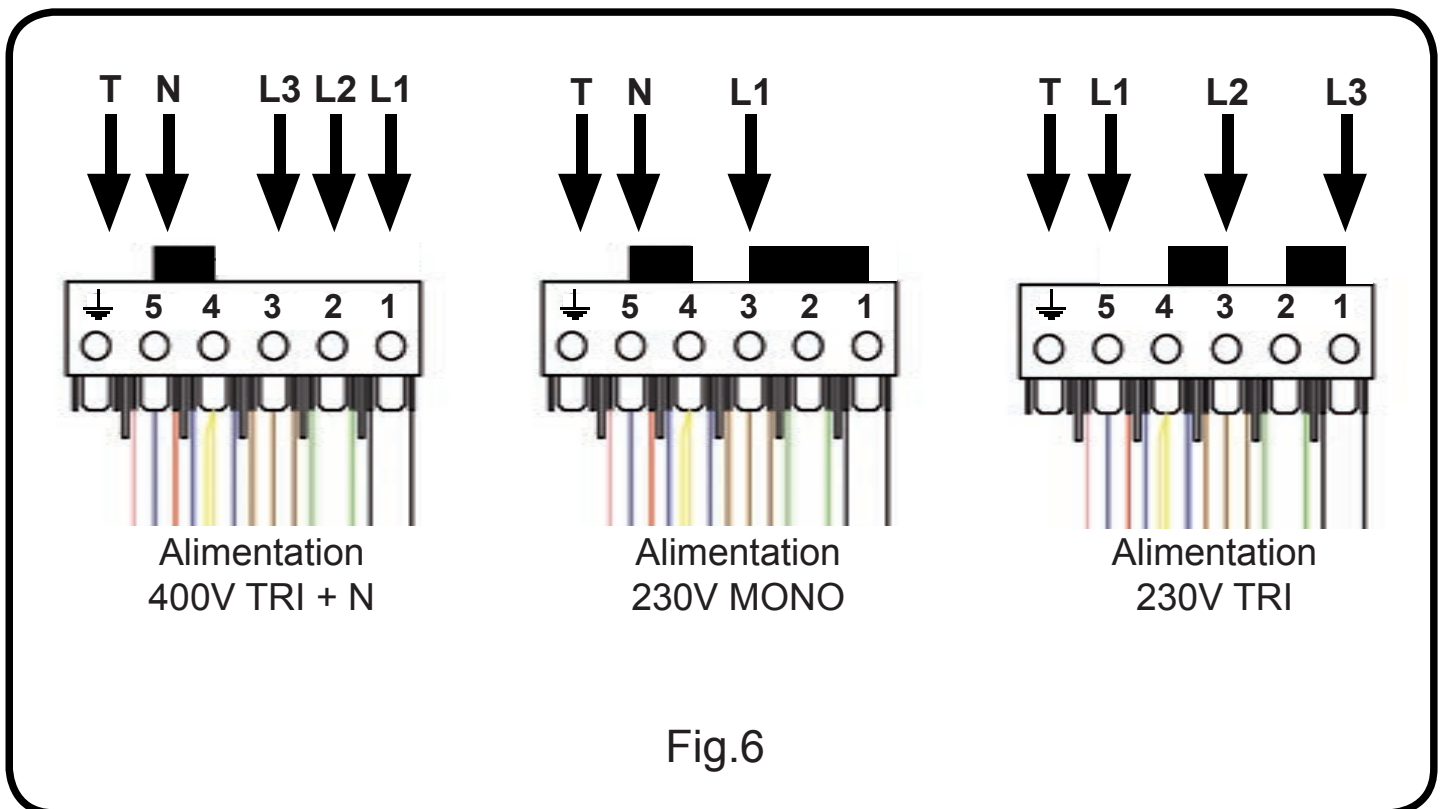 T N L3 L2 L1
⏚ 5 4 3 2 1
Alimentation
400V TRI + N
T N L1
⏚ 5 4 3 2 1
Alimentation
230V MONO
T L1 L2 L3
⏚ 5 4 3 2 1
Alimentation
230V TRI
Fig.6